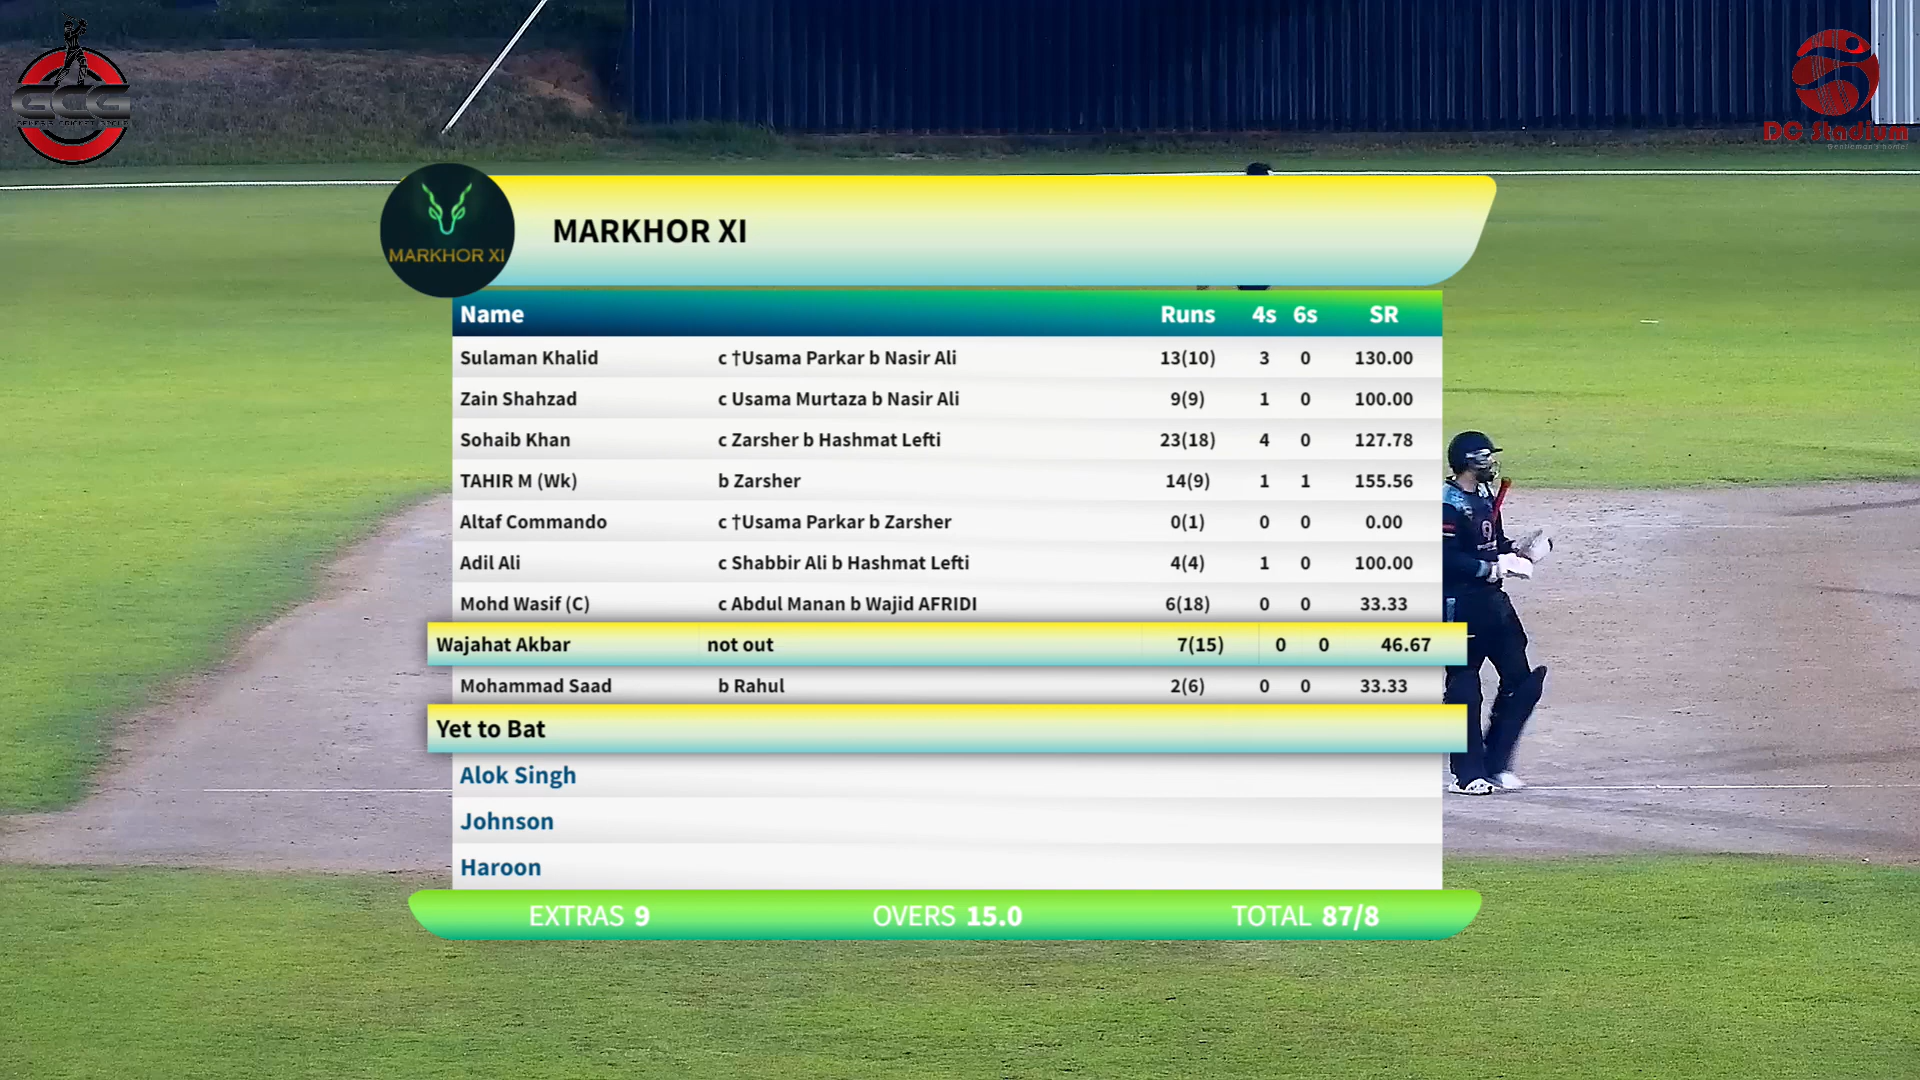 GCG
DC Stadium
Gentleman's home!
MARKHOR XI
MARKHOR XI
Name Runs 4s 6s SR
Sulaman Khalid c †Usama Parkar b Nasir Ali 13(10) 3 0 130.00
Zain Shahzad c Usama Murtaza b Nasir Ali 9(9) 1 0 100.00
Sohaib Khan c Zarsher b Hashmat Lefti 23(18) 4 0 127.78
TAHIR M (Wk) b Zarsher 14(9) 1 1 155.56
Altaf Commando c †Usama Parkar b Zarsher 0(1) 0 0 0.00
Adil Ali c Shabbir Ali b Hashmat Lefti 4(4) 1 0 100.00
Mohd Wasif (C) c Abdul Manan b Wajid AFRIDI 6(18) 0 0 33.33
Wajahat Akbar not out 7(15) 0 0 46.67
Mohammad Saad b Rahul 2(6) 0 0 33.33
Yet to Bat
Alok Singh
Johnson
Haroon
EXTRAS 9 OVERS 15.0 TOTAL 87/8